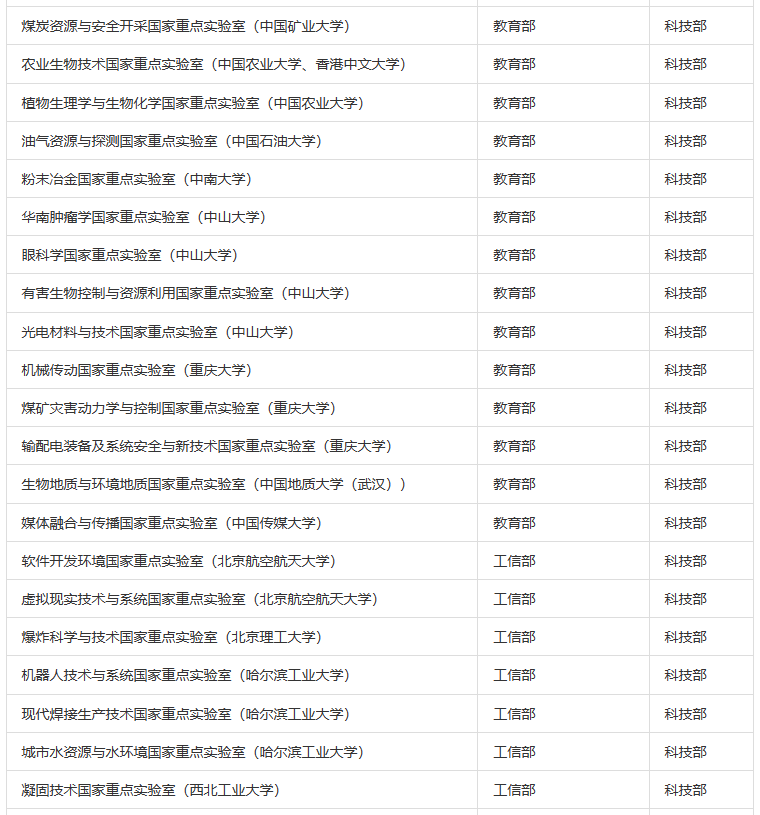 煤炭资源与安全开采国家重点实验室（中国矿业大学） 教育部 科技部
农业生物技术国家重点实验室（中国农业大学、香港中文大学） 教育部 科技部
植物生理学与生物化学国家重点实验室（中国农业大学） 教育部 科技部
油气资源与探测国家重点实验室（中国石油大学） 教育部 科技部
粉末冶金国家重点实验室（中南大学） 教育部 科技部
华南肿瘤学国家重点实验室（中山大学） 教育部 科技部
眼科学国家重点实验室（中山大学） 教育部 科技部
有害生物控制与资源利用国家重点实验室（中山大学） 教育部 科技部
光电材料与技术国家重点实验室（中山大学） 教育部 科技部
机械传动国家重点实验室（重庆大学） 教育部 科技部
煤矿灾害动力学与控制国家重点实验室（重庆大学） 教育部 科技部
输配电装备及系统安全与新技术国家重点实验室（重庆大学） 教育部 科技部
生物地质与环境地质国家重点实验室（中国地质大学（武汉）） 教育部 科技部
媒体融合与传播国家重点实验室（中国传媒大学） 教育部 科技部
软件开发环境国家重点实验室（北京航空航天大学） 工信部 科技部
虚拟现实技术与系统国家重点实验室（北京航空航天大学） 工信部 科技部
爆炸科学与技术国家重点实验室（北京理工大学） 工信部 科技部
机器人技术与系统国家重点实验室（哈尔滨工业大学） 工信部 科技部
现代焊接生产技术国家重点实验室（哈尔滨工业大学） 工信部 科技部
城市水资源与水环境国家重点实验室（哈尔滨工业大学） 工信部 科技部
凝固技术国家重点实验室（西北工业大学） 工信部 科技部